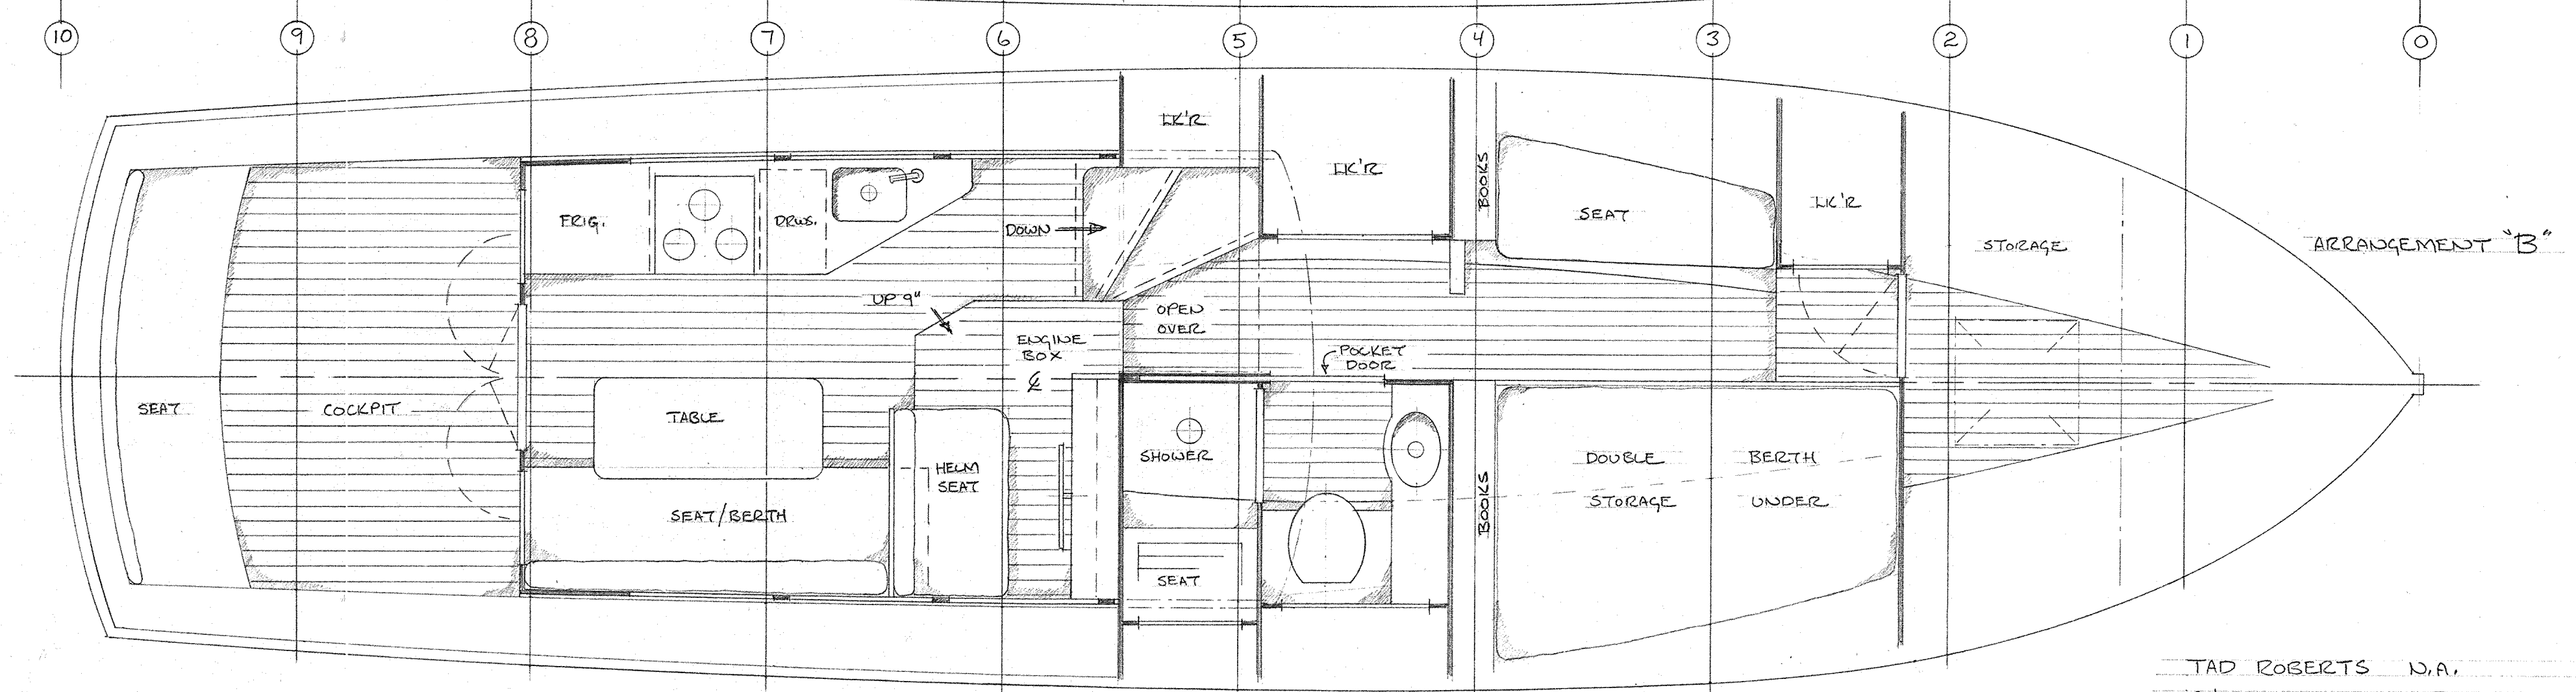 10 9 8 7 6 5 4 3 2 1 0
LK'R
LK'R
BOOKS
SEAT
LK'R
STORAGE
ARRANGEMENT "B"
FRIG.
DRWS.
DOWN
UP 9"
OPEN
OVER
ENGINE
BOX
℄
POCKET
DOOR
SEAT
COCKPIT
TABLE
SEAT/BERTH
HELM
SEAT
SHOWER
SEAT
BOOKS
DOUBLE BERTH
STORAGE UNDER
TAD ROBERTS N.A.